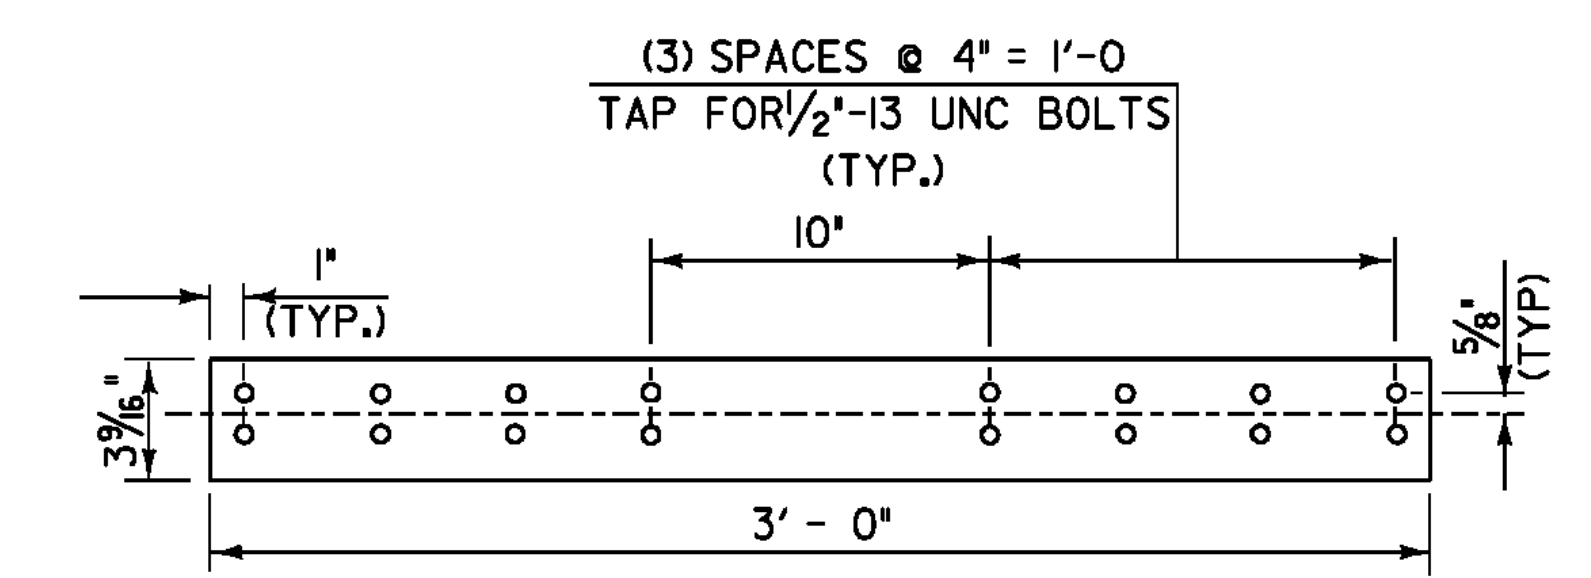 (3) SPACES @ 4" = 1'-0
TAP FOR 1/2"-13 UNC BOLTS
(TYP.)
10"
1"
(TYP.)
5/8"
(TYP)
3 9/16"
3' - 0"